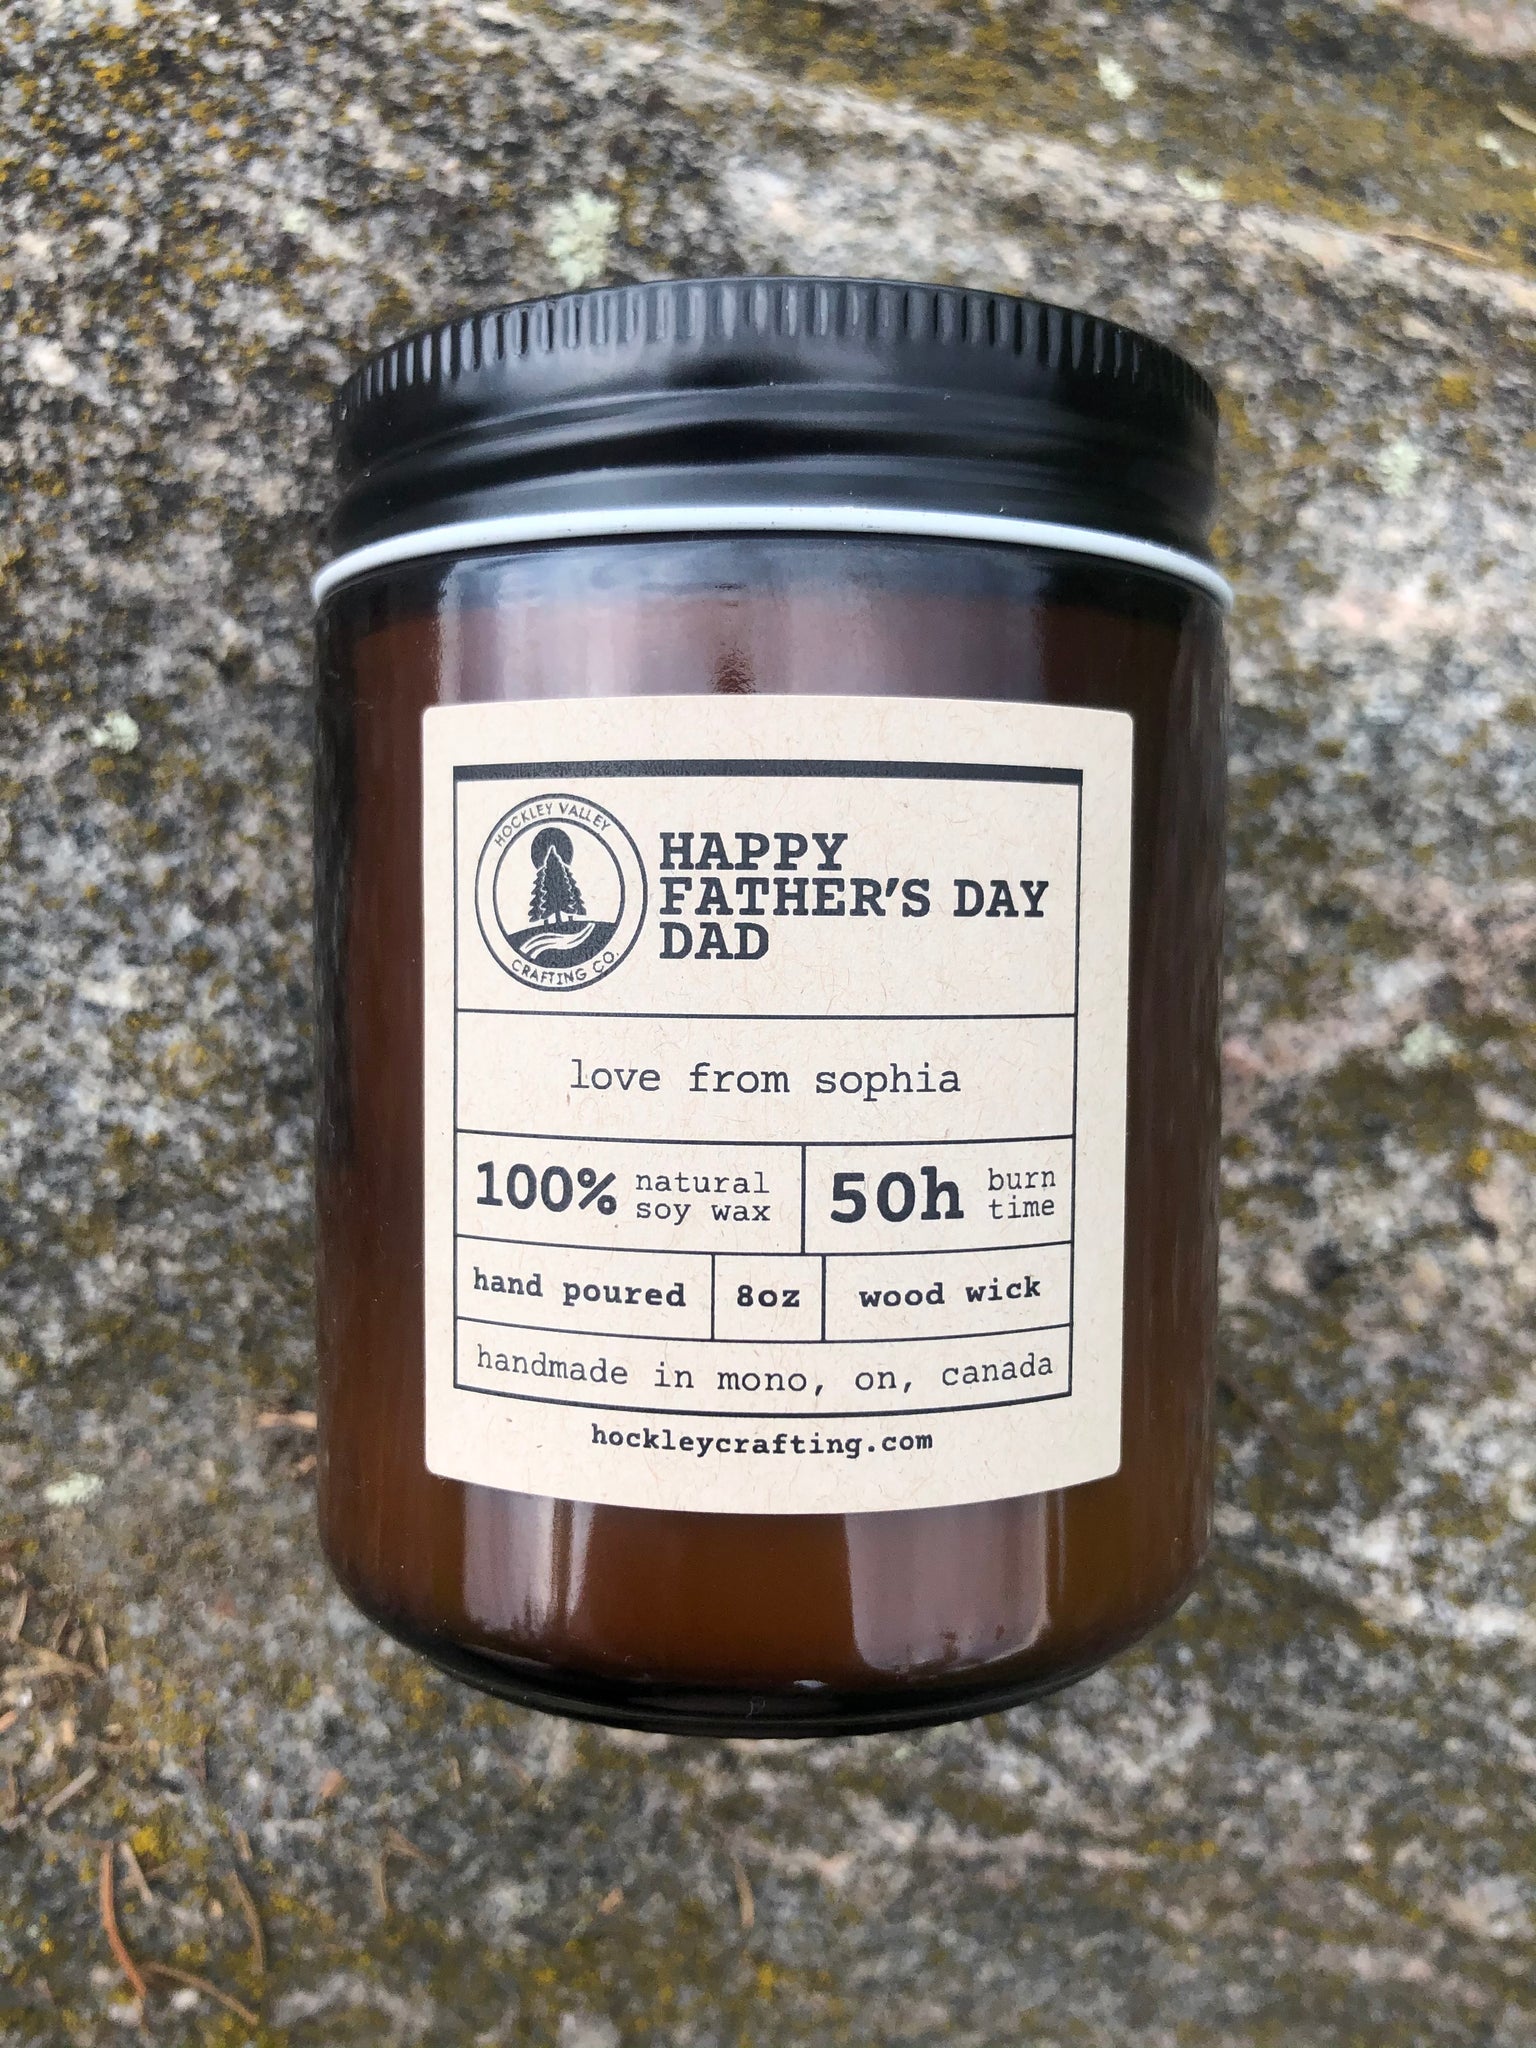 HOCKLEY VALLEY
CRAFTING CO.
HAPPY
FATHER'S DAY
DAD
love from sophia
100% natural
soy wax
50h burn
time
hand poured
8oz
wood wick
handmade in mono, on, canada
hockleycrafting.com